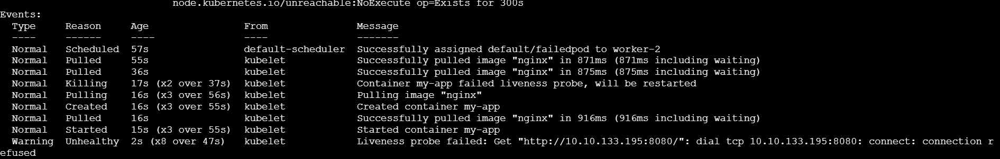 node.kubernetes.io/unreachable:NoExecute op=Exists for 300s
Events:
  Type     Reason     Age                From               Message
  ----     ------     ----               ----               -------
  Normal   Scheduled  57s                default-scheduler  Successfully assigned default/failedpod to worker-2
  Normal   Pulled     55s                kubelet            Successfully pulled image "nginx" in 871ms (871ms including waiting)
  Normal   Pulled     36s                kubelet            Successfully pulled image "nginx" in 875ms (875ms including waiting)
  Normal   Killing    17s (x2 over 37s)  kubelet            Container my-app failed liveness probe, will be restarted
  Normal   Pulling    16s (x3 over 56s)  kubelet            Pulling image "nginx"
  Normal   Created    16s (x3 over 55s)  kubelet            Created container my-app
  Normal   Pulled     16s                kubelet            Successfully pulled image "nginx" in 916ms (916ms including waiting)
  Normal   Started    15s (x3 over 55s)  kubelet            Started container my-app
  Warning  Unhealthy  2s (x8 over 47s)   kubelet            Liveness probe failed: Get "http://10.10.133.195:8080/": dial tcp 10.10.133.195:8080: connect: connection r
efused